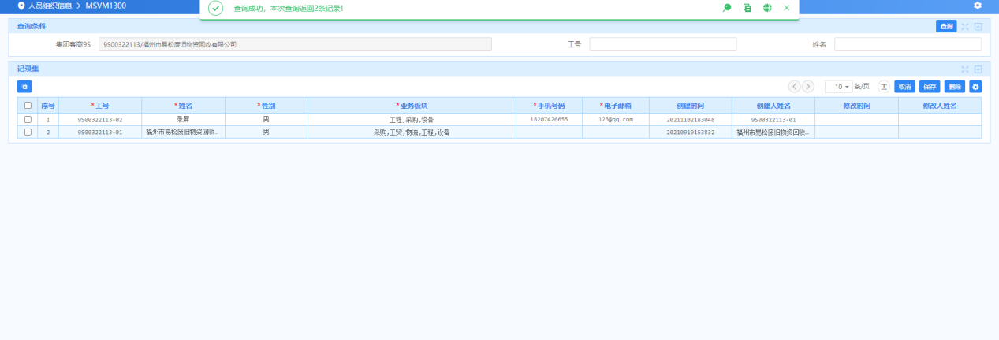 人员组织信息 > MSVM1300
查询成功，本次查询返回2条记录!
查询条件 查询
集团客商9S 9S00322113/福州市易松废旧物资回收有限公司 工号 姓名
记录集
10 条/页 取消 保存 删除
序号 *工号 *姓名 *性别 *业务板块 *手机号码 *电子邮箱 创建时间 创建人姓名 修改时间 修改人姓名
1 9S00322113-02 录屏 男 工程,采购,设备 18207426655 123@qq.com 20211102183048 9S00322113-01
2 9S00322113-01 福州市易松废旧物资回收… 男 采购,工贸,物流,工程,设备 20210919153832 福州市易松废旧物资回收…